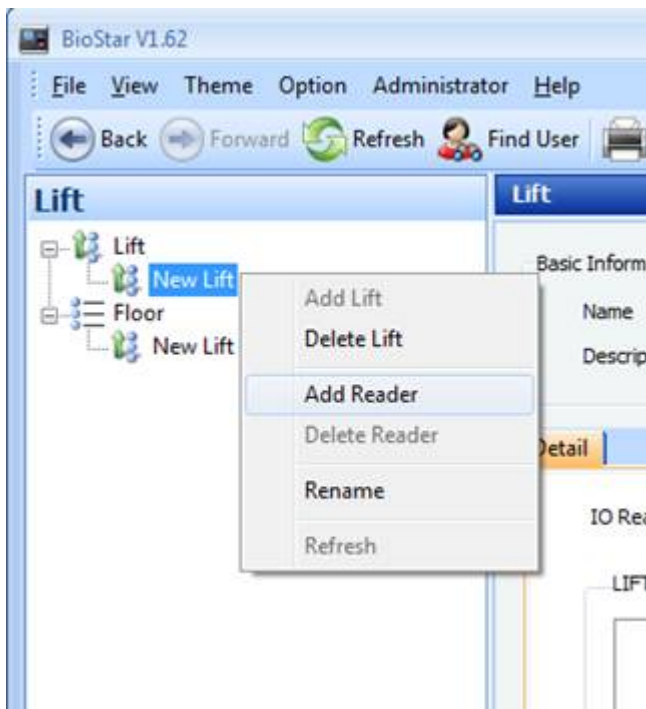 BioStar V1.62
File View Theme Option Administrator Help
Back Forward Refresh Find User
Lift
Lift
Lift
New Lift
Floor
New Lift
Add Lift
Delete Lift
Add Reader
Delete Reader
Rename
Refresh
Basic Inform
Name
Descrip
Detail
IO Rea
LIFT